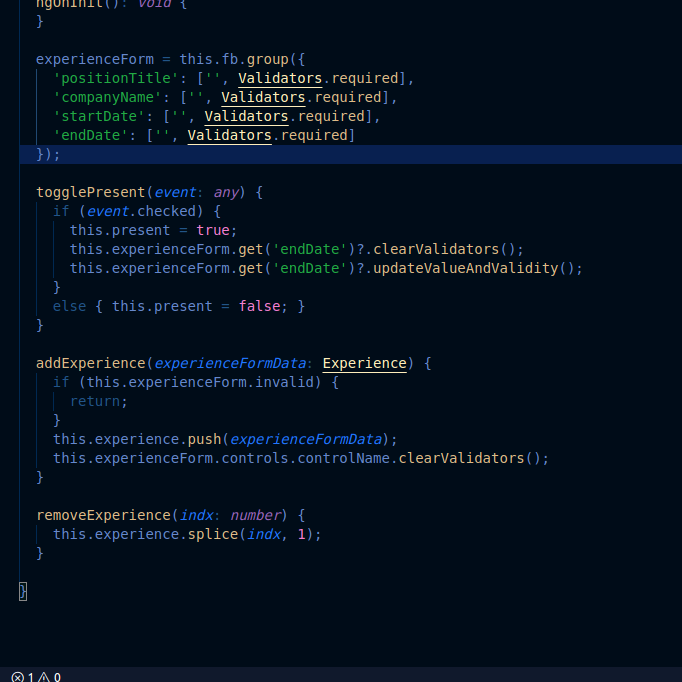 ngOnInit(): void {
}
experienceForm = this.fb.group({
'positionTitle': ['', Validators.required],
'companyName': ['', Validators.required],
'startDate': ['', Validators.required],
'endDate': ['', Validators.required]
});
togglePresent(event: any) {
if (event.checked) {
this.present = true;
this.experienceForm.get('endDate')?.clearValidators();
this.experienceForm.get('endDate')?.updateValueAndValidity();
}
else { this.present = false; }
}
addExperience(experienceFormData: Experience) {
if (this.experienceForm.invalid) {
return;
}
this.experience.push(experienceFormData);
this.experienceForm.controls.controlName.clearValidators();
}
removeExperience(indx: number) {
this.experience.splice(indx, 1);
}
}
1 0